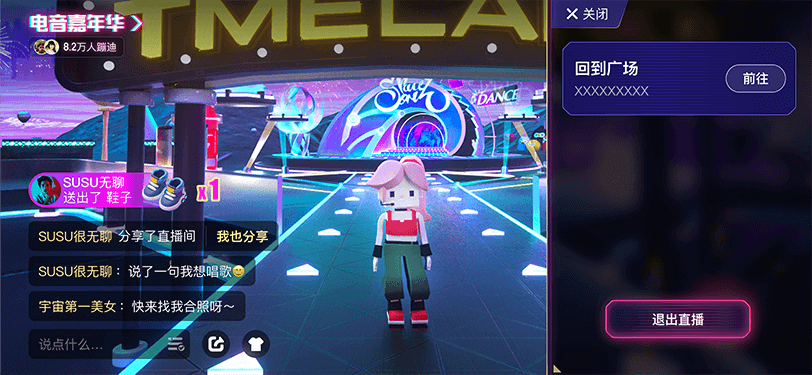 电音嘉年华
8.2万人蹦迪
TMELA
DANCE
SUSU无聊
送出了 鞋子
x1
SUSU很无聊 分享了直播间 我也分享
SUSU很无聊：说了一句我想唱歌😊
宇宙第一美女：快来找我合照呀～
说点什么...
关闭
回到广场
XXXXXXXXX
前往
退出直播